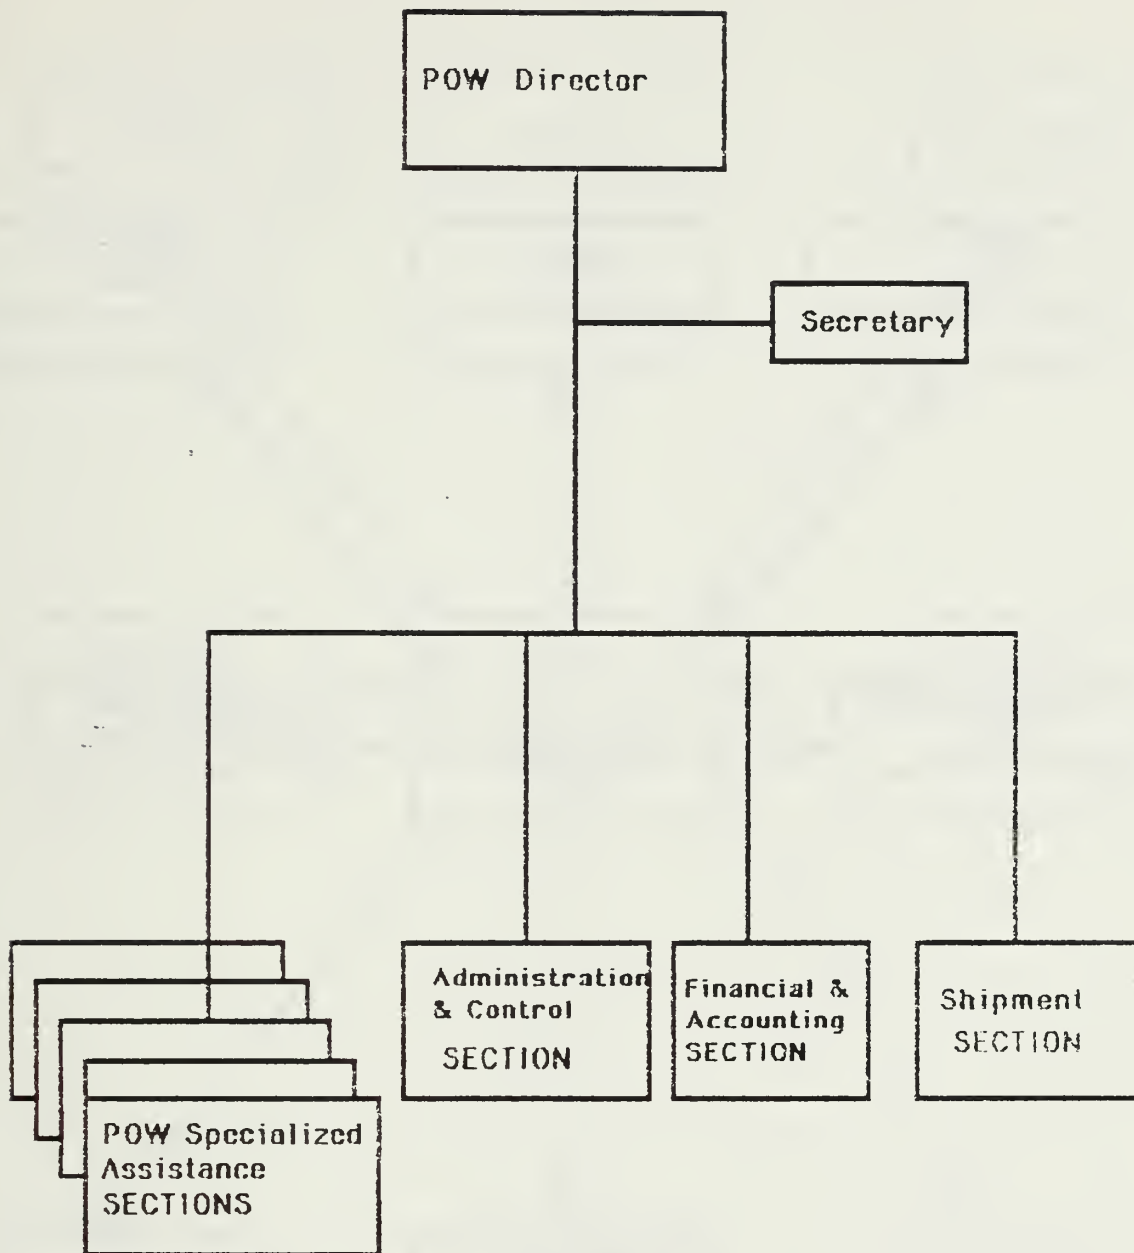 POW Director
Secretary
Administration
& Control
SECTION
Financial &
Accounting
SECTION
Shipment
SECTION
POW Specialized
Assistance
SECTIONS